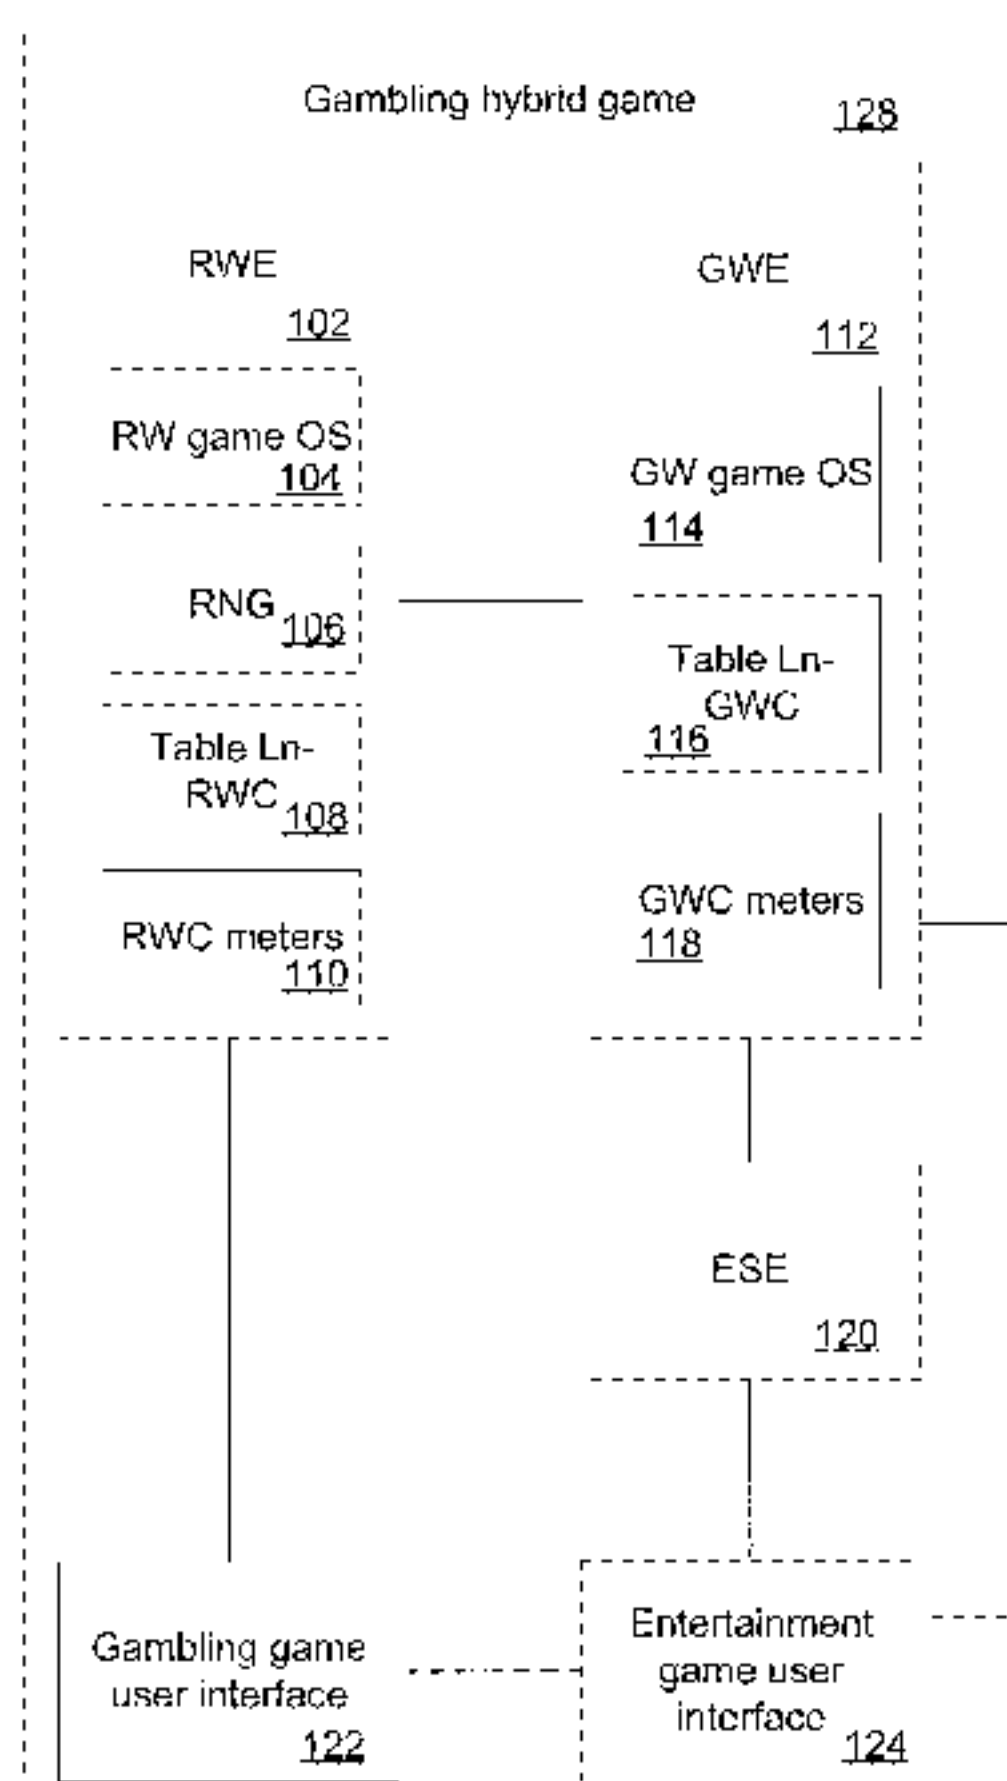 Gambling hybrid game
128
RWE
102
RW game OS
104
RNG
106
Table Ln-
RWC
108
RWC meters
110
GWE
112
GW game OS
114
Table Ln-
GWC
116
GWC meters
118
ESE
120
Gambling game
user interface
122
Entertainment
game user
interface
124